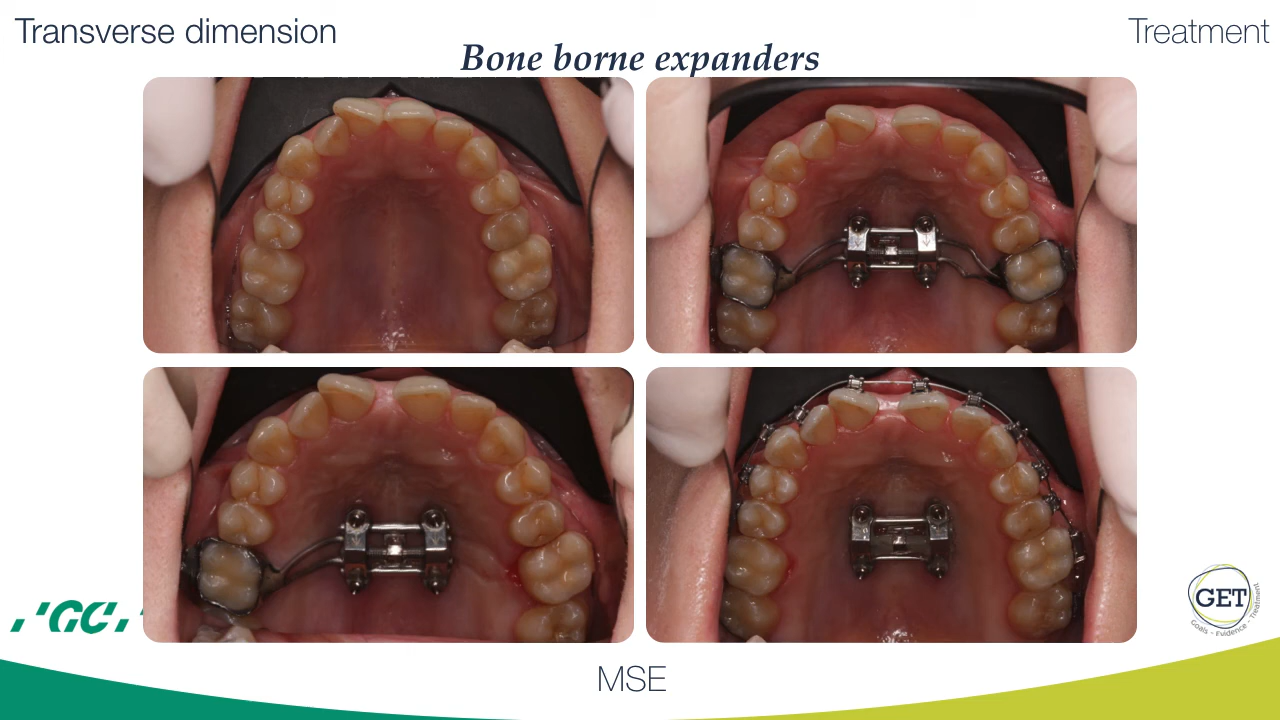 Transverse dimension
Treatment
Bone borne expanders
GC
GET
Goals - Evidence - Treatment
MSE